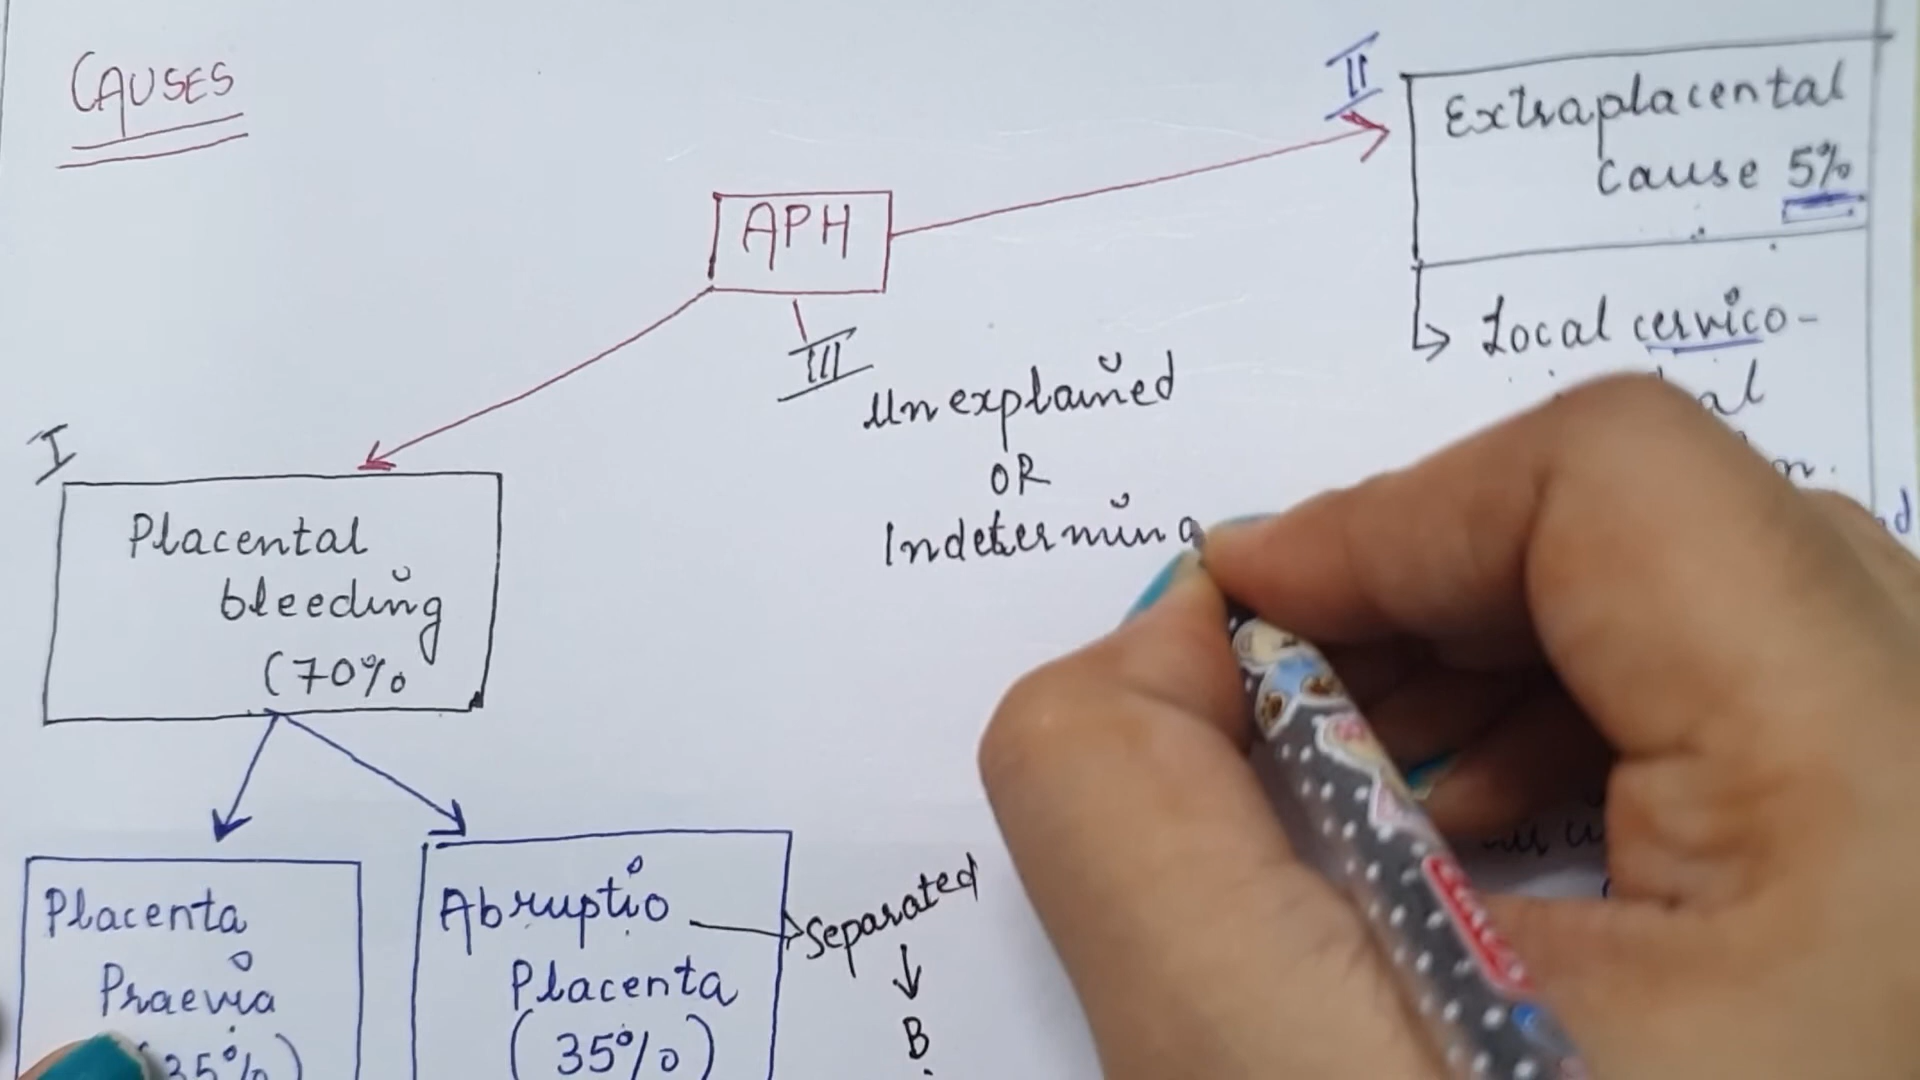 CAUSES
II
Extraplacental
cause 5%
APH
III
Local cervico-
Unexplained
OR
Indetermina
I
Placental
bleeding
(70%
Placenta
Praevia
35%)
Abruptio
Placenta
(35%)
Separated
B